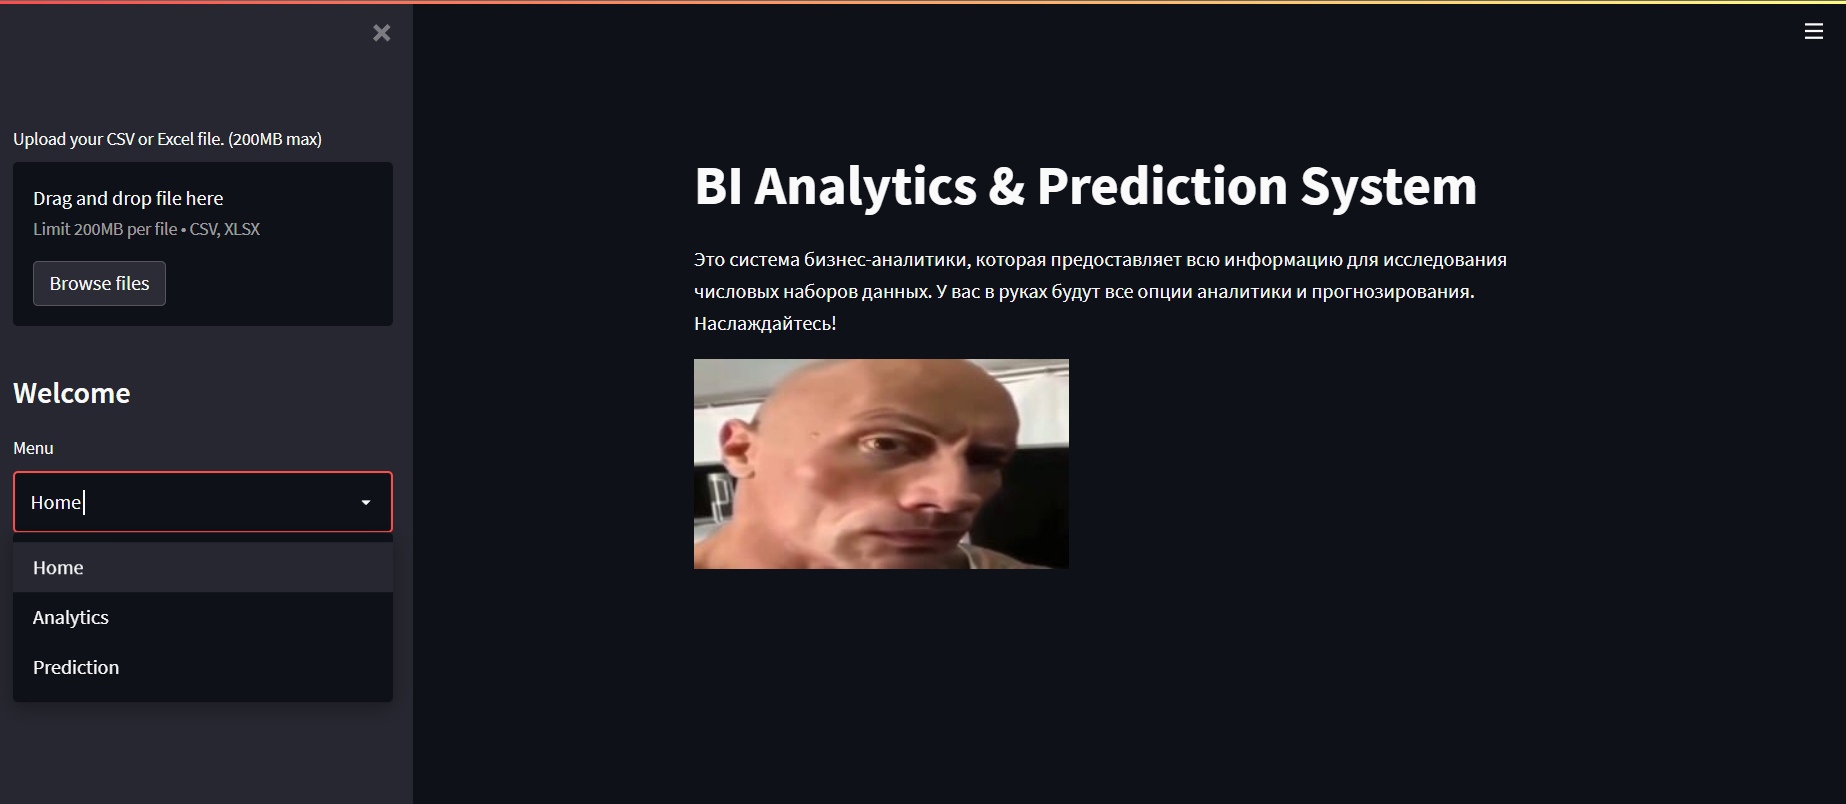 Upload your CSV or Excel file. (200MB max)
Drag and drop file here
Limit 200MB per file • CSV, XLSX
Browse files
Welcome
Menu
Home
Home
Analytics
Prediction
BI Analytics & Prediction System
Это система бизнес-аналитики, которая предоставляет всю информацию для исследования
числовых наборов данных. У вас в руках будут все опции аналитики и прогнозирования.
Наслаждайтесь!